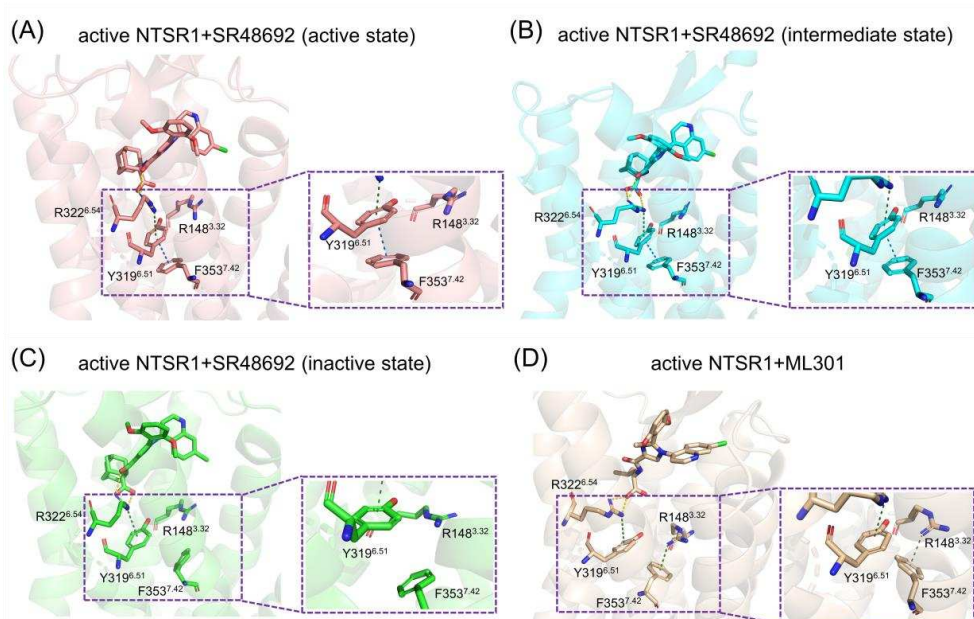 (A) active NTSR1+SR48692 (active state)
R322^6.54
R148^3.32
Y319^6.51
F353^7.42
R148^3.32
Y319^6.51
F353^7.42
(B) active NTSR1+SR48692 (intermediate state)
R322^6.54
R148^3.32
Y319^6.51
F353^7.42
R148^3.32
Y319^6.51
F353^7.42
(C) active NTSR1+SR48692 (inactive state)
R322^6.54
R148^3.32
Y319^6.51
F353^7.42
R148^3.32
Y319^6.51
F353^7.42
(D) active NTSR1+ML301
R322^6.54
R148^3.32
Y319^6.51
F353^7.42
R148^3.32
Y319^6.51
F353^7.42